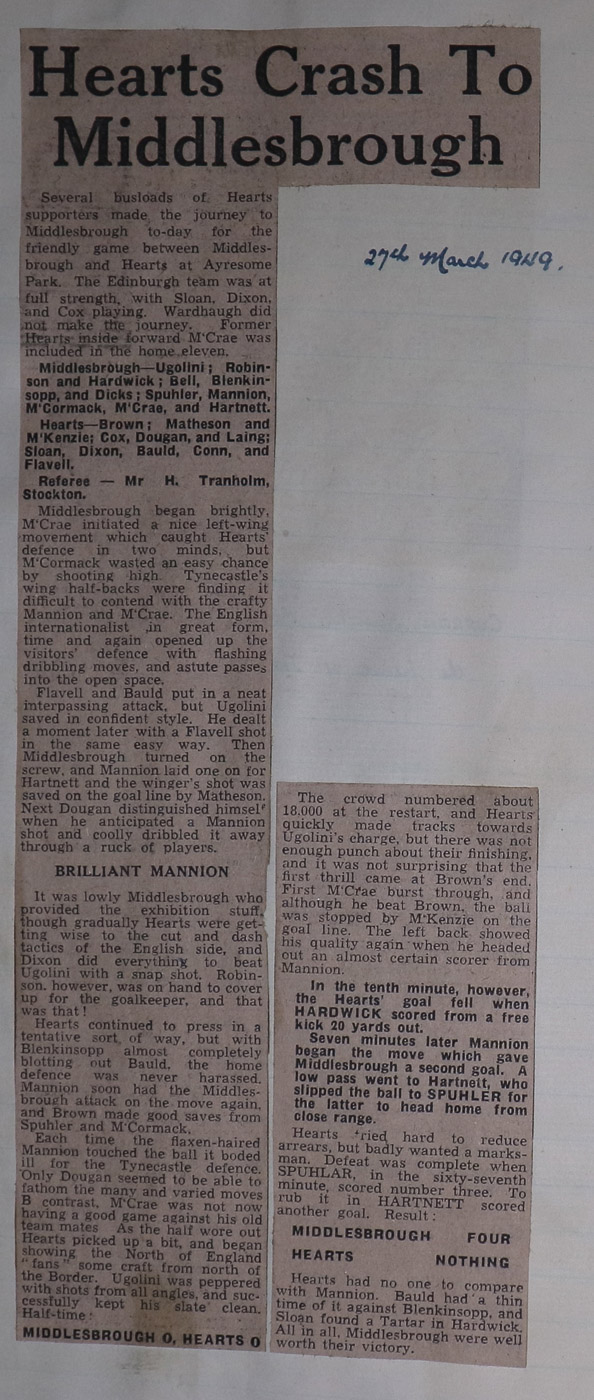 Hearts Crash To
Middlesbrough
27th March 1949.
Several busloads of Hearts
supporters made the journey to
Middlesbrough to-day for the
friendly game between Middles-
brough and Hearts at Ayresome
Park. The Edinburgh team was at
full strength, with Sloan, Dixon,
and Cox playing. Wardhaugh did
not make the journey. Former
Hearts inside forward M'Crae was
included in the home eleven.
Middlesbrough—Ugolini; Robin-
son and Hardwick; Bell, Blenkin-
sopp, and Dicks; Spuhler, Mannion,
M'Cormack, M'Crae, and Hartnett.
Hearts—Brown; Matheson and
M'Kenzie; Cox, Dougan, and Laing;
Sloan, Dixon, Bauld, Conn, and
Flavell.
Referee — Mr H. Tranholm,
Stockton.
Middlesbrough began brightly,
M'Crae initiated a nice left-wing
movement which caught Hearts'
defence in two minds, but
M'Cormack wasted an easy chance
by shooting high. Tynecastle's
wing half-backs were finding it
difficult to contend with the crafty
Mannion and M'Crae. The English
internationalist in great form,
time and again opened up the
visitors' defence with flashing
dribbling moves, and astute passes
into the open space.
Flavell and Bauld put in a neat
interpassing attack, but Ugolini
saved in confident style. He dealt
a moment later with a Flavell shot
in the same easy way. Then
Middlesbrough turned on the
screw, and Mannion laid one on for
Hartnett and the winger's shot was
saved on the goal line by Matheson.
Next Dougan distinguished himself
when he anticipated a Mannion
shot and coolly dribbled it away
through a ruck of players.
BRILLIANT MANNION
It was lowly Middlesbrough who
provided the exhibition stuff,
though gradually Hearts were get-
ting wise to the cut and dash
tactics of the English side, and
Dixon did everything to beat
Ugolini with a snap shot. Robin-
son, however, was on hand to cover
up for the goalkeeper, and that
was that!
Hearts continued to press in a
tentative sort of way, but with
Blenkinsopp almost completely
blotting out Bauld, the home
defence was never harassed.
Mannion soon had the Middles-
brough attack on the move again,
and Brown made good saves from
Spuhler and M'Cormack.
Each time the flaxen-haired
Mannion touched the ball it boded
ill for the Tynecastle defence.
Only Dougan seemed to be able to
fathom the many and varied moves
B contrast, M'Crae was not now
having a good game against his old
team mates As the half wore out
Hearts picked up a bit, and began
showing the North of England
"fans" some craft from north of
the Border. Ugolini was peppered
with shots from all angles, and suc-
cessfully kept his slate clean.
Half-time:
MIDDLESBROUGH 0, HEARTS 0
The crowd numbered about
18,000 at the restart, and Hearts
quickly made tracks towards
Ugolini's charge, but there was not
enough punch about their finishing,
and it was not surprising that the
first thrill came at Brown's end.
First M'Crae burst through, and
although he beat Brown, the ball
was stopped by M'Kenzie on the
goal line. The left back showed
his quality again when he headed
out an almost certain scorer from
Mannion.
In the tenth minute, however,
the Hearts' goal fell when
HARDWICK scored from a free
kick 20 yards out.
Seven minutes later Mannion
began the move which gave
Middlesbrough a second goal. A
low pass went to Hartnett, who
slipped the ball to SPUHLER for
the latter to head home from
close range.
Hearts tried hard to reduce
arrears, but badly wanted a marks-
man. Defeat was complete when
SPUHLAR, in the sixty-seventh
minute, scored number three. To
rub it in HARTNETT scored
another goal. Result:
MIDDLESBROUGH FOUR
HEARTS NOTHING
Hearts had no one to compare
with Mannion. Bauld had a thin
time of it against Blenkinsopp, and
Sloan found a Tartar in Hardwick.
All in all, Middlesbrough were well
worth their victory.